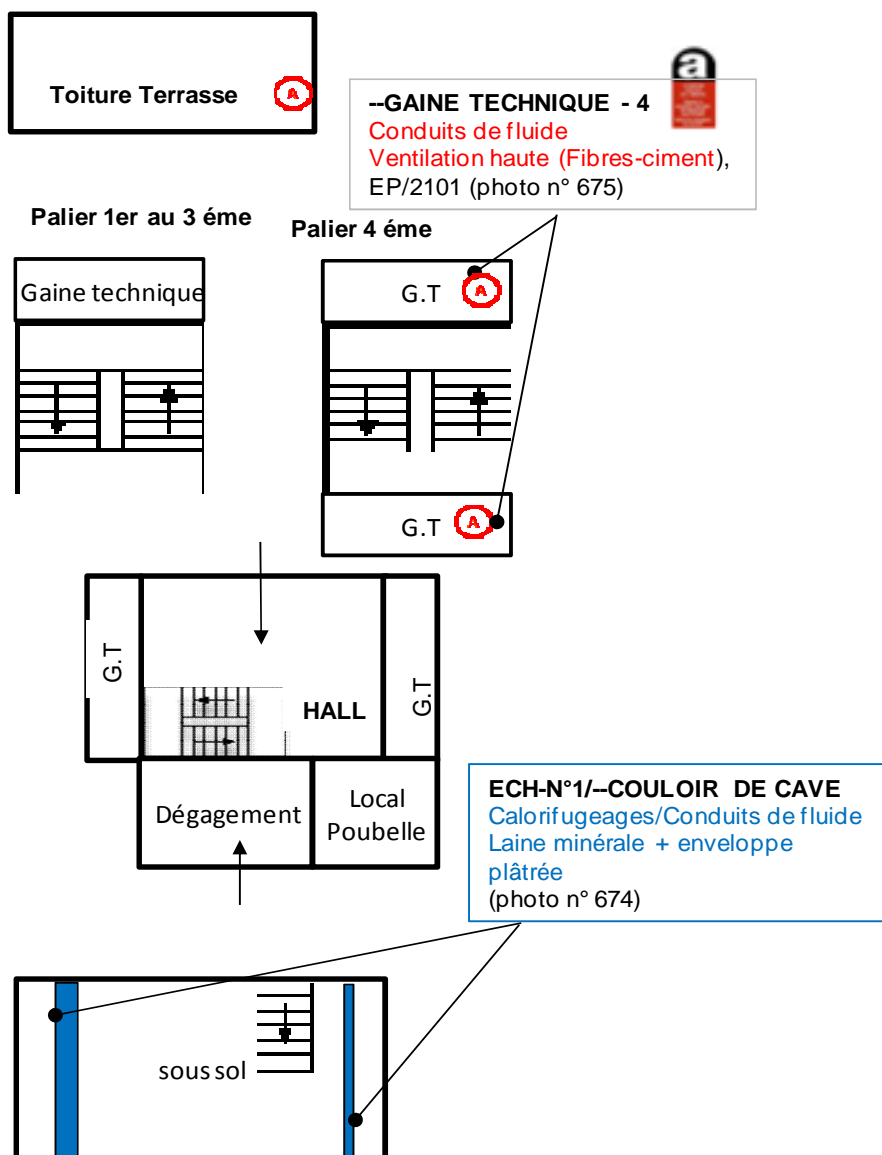 Toiture Terrasse A
a
--GAINE TECHNIQUE - 4
Conduits de fluide
Ventilation haute (Fibres-ciment),
EP/2101 (photo n° 675)
Palier 1er au 3 éme
Palier 4 éme
Gaine technique
G.T A
G.T A
G.T
HALL
G.T
Dégagement
Local
Poubelle
ECH-N°1/--COULOIR DE CAVE
Calorifugeages/Conduits de fluide
Laine minérale + enveloppe
plâtrée
(photo n° 674)
sous sol